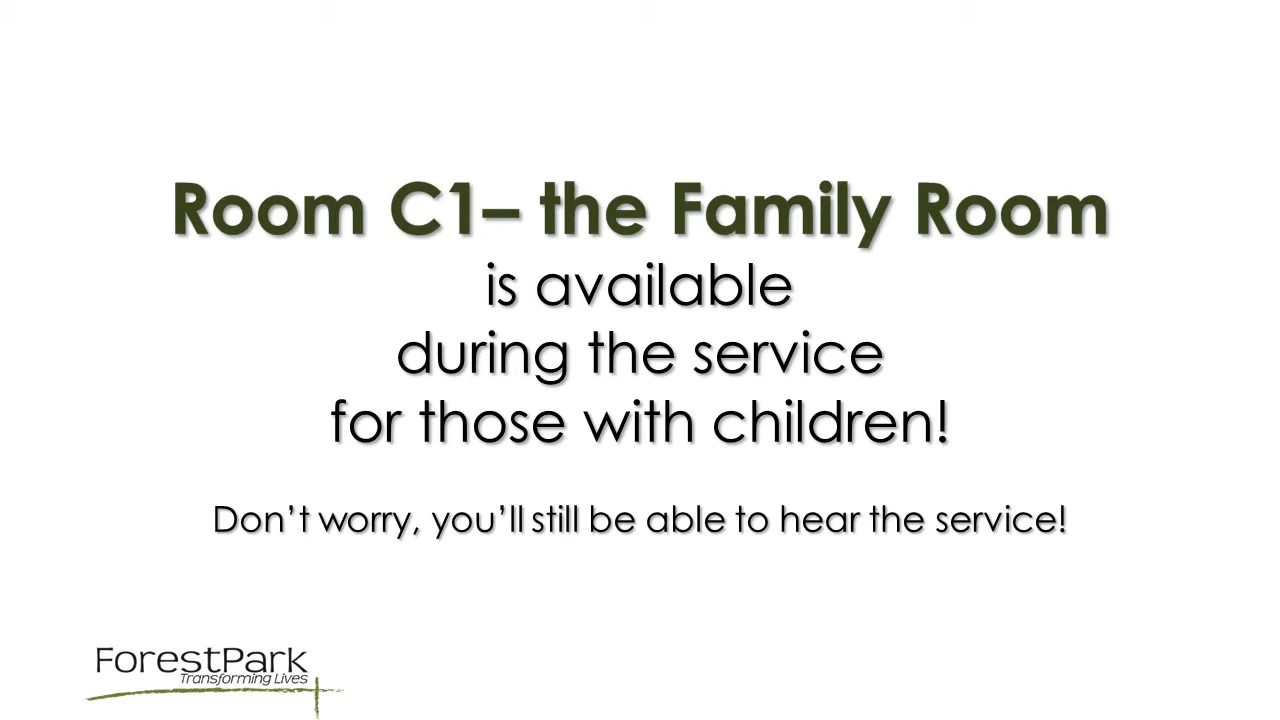 Room C1– the Family Room
is available
during the service
for those with children!
Don’t worry, you’ll still be able to hear the service!
ForestPark
Transforming Lives